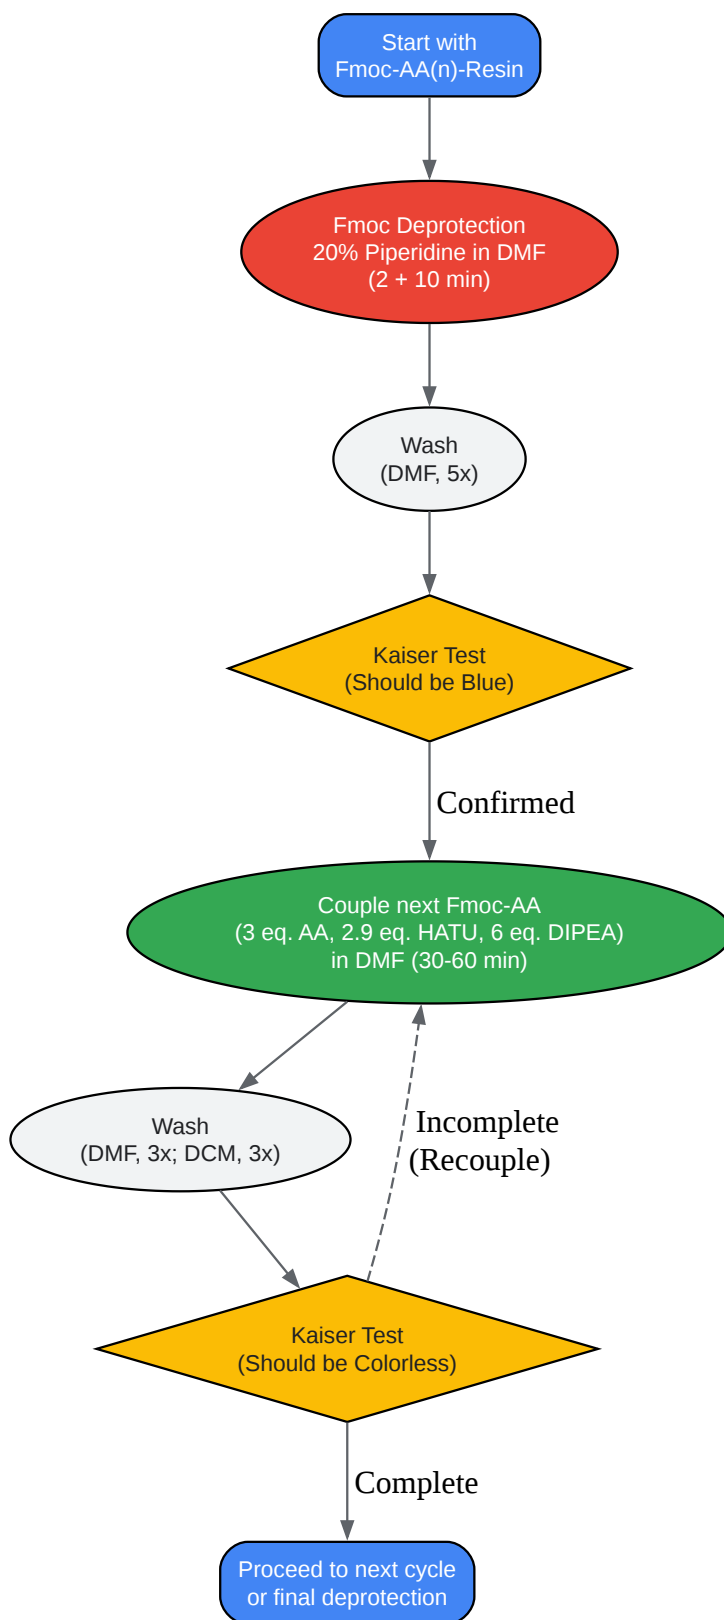 Start with
Fmoc-AA(n)-Resin
Fmoc Deprotection
20% Piperidine in DMF
(2 + 10 min)
Wash
(DMF, 5x)
Kaiser Test
(Should be Blue)
Confirmed
Couple next Fmoc-AA
(3 eq. AA, 2.9 eq. HATU, 6 eq. DIPEA)
in DMF (30-60 min)
Wash
(DMF, 3x; DCM, 3x)
Incomplete
(Recouple)
Kaiser Test
(Should be Colorless)
Complete
Proceed to next cycle
or final deprotection